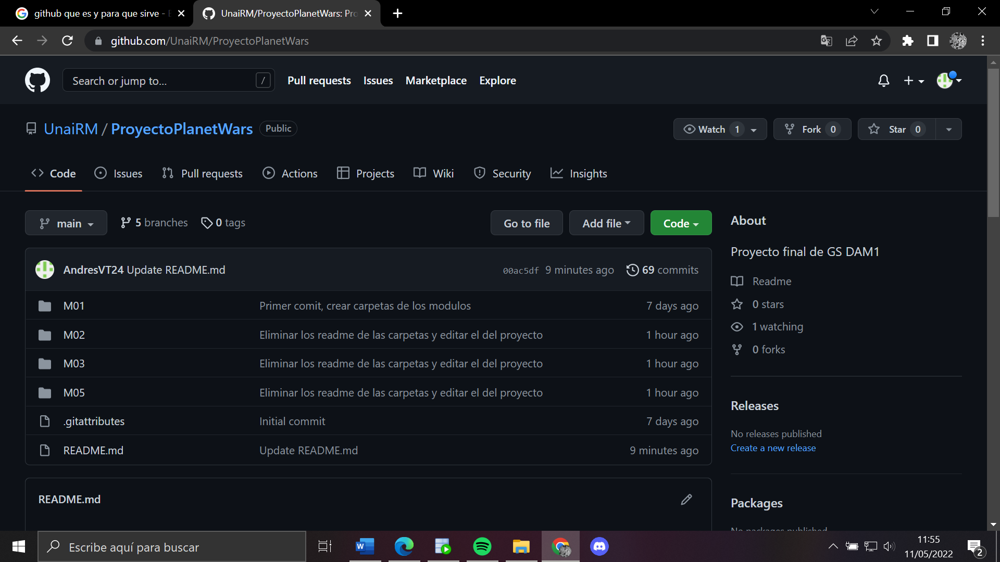 github que es y para que sirve -
UnaiRM/ProyectoPlanetWars: Pro
github.com/UnaiRM/ProyectoPlanetWars
Search or jump to... /
Pull requests Issues Marketplace Explore
UnaiRM / ProyectoPlanetWars Public
Watch 1 Fork 0 Star 0
Code Issues Pull requests Actions Projects Wiki Security Insights
main 5 branches 0 tags
Go to file Add file Code
AndresVT24 Update README.md 00ac5df 9 minutes ago 69 commits
M01 Primer comit, crear carpetas de los modulos 7 days ago
M02 Eliminar los readme de las carpetas y editar el del proyecto 1 hour ago
M03 Eliminar los readme de las carpetas y editar el del proyecto 1 hour ago
M05 Eliminar los readme de las carpetas y editar el del proyecto 1 hour ago
.gitattributes Initial commit 7 days ago
README.md Update README.md 9 minutes ago
README.md
About
Proyecto final de GS DAM1
Readme
0 stars
1 watching
0 forks
Releases
No releases published
Create a new release
Packages
No packages published
Escribe aquí para buscar
11:55
11/05/2022
2